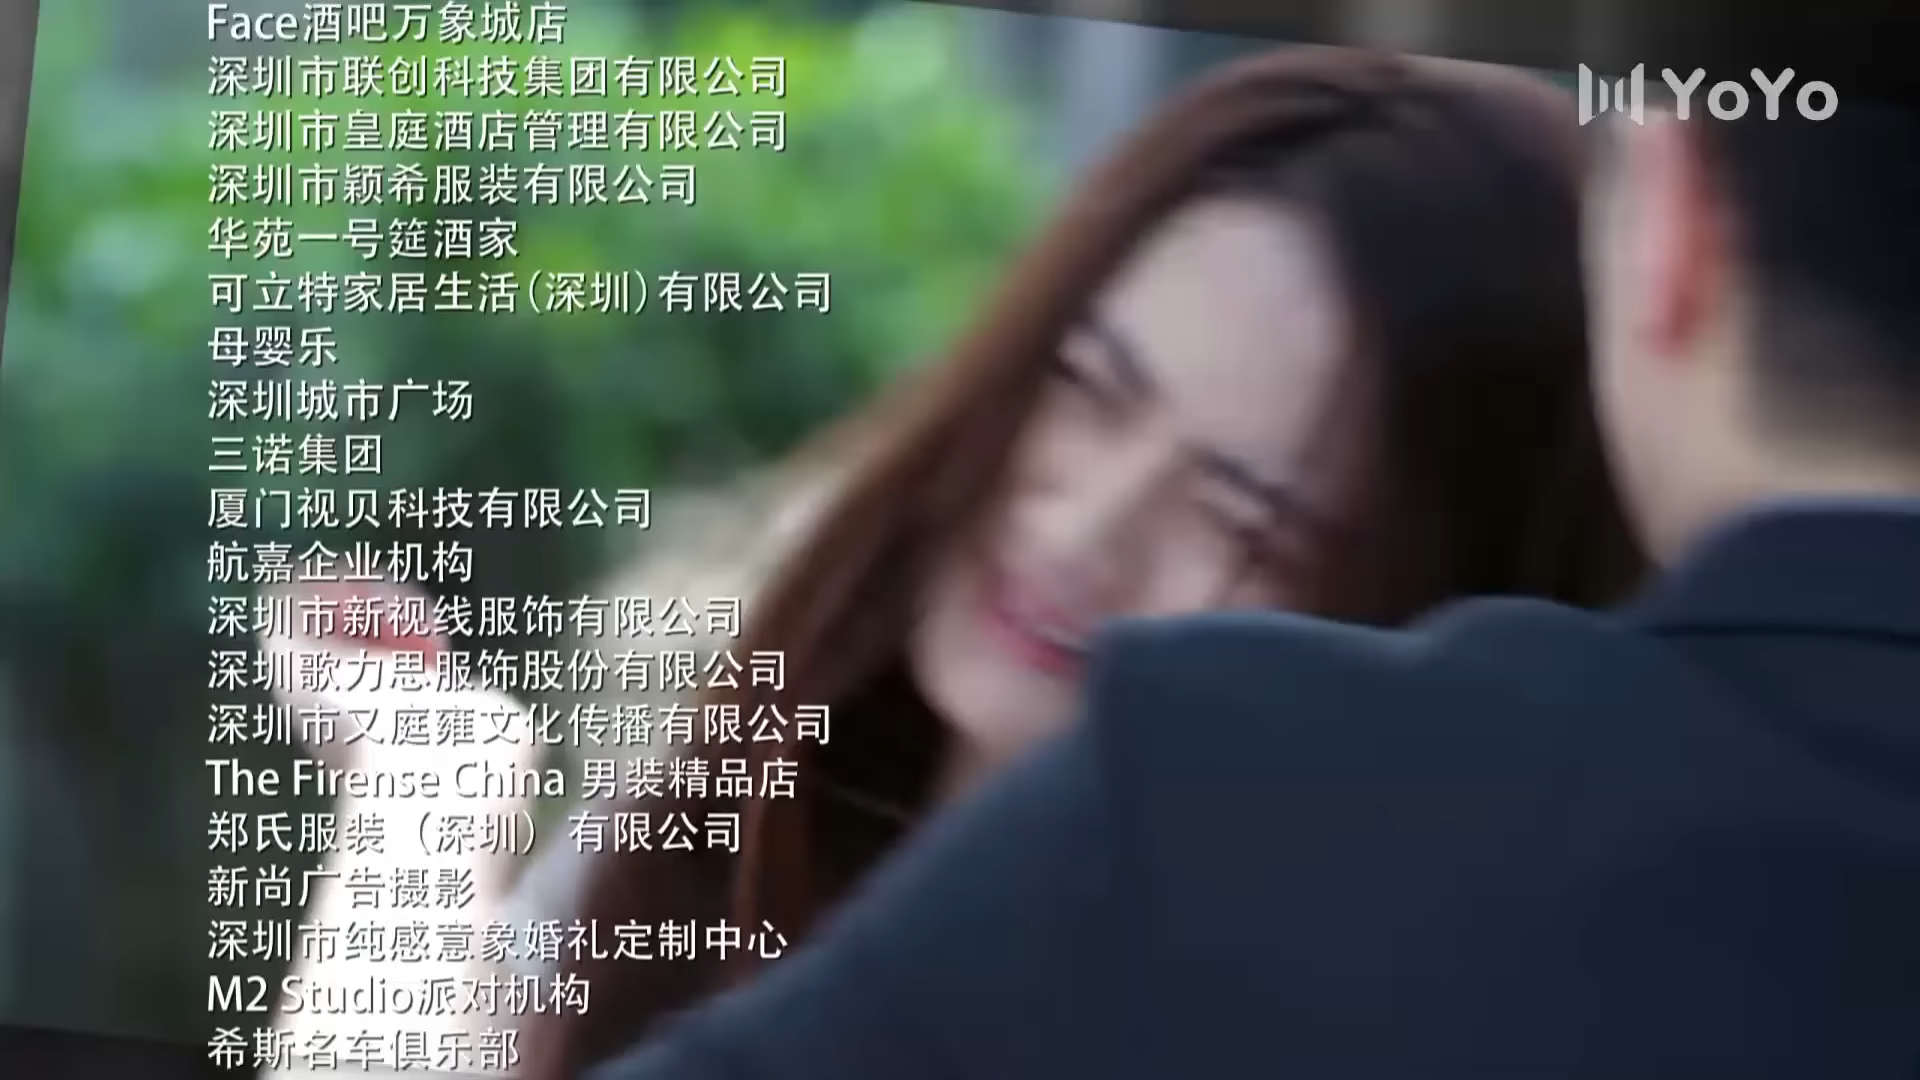 Face酒吧万象城店
YoYo
深圳市联创科技集团有限公司
深圳市皇庭酒店管理有限公司
深圳市颖希服装有限公司
华苑一号筵酒家
可立特家居生活(深圳)有限公司
母婴乐
深圳城市广场
三诺集团
厦门视贝科技有限公司
航嘉企业机构
深圳市新视线服饰有限公司
深圳歌力思服饰股份有限公司
深圳市又庭雍文化传播有限公司
The Firense China 男装精品店
郑氏服装（深圳）有限公司
新尚广告摄影
深圳市纯感意象婚礼定制中心
M2 Studio派对机构
希斯名车俱乐部